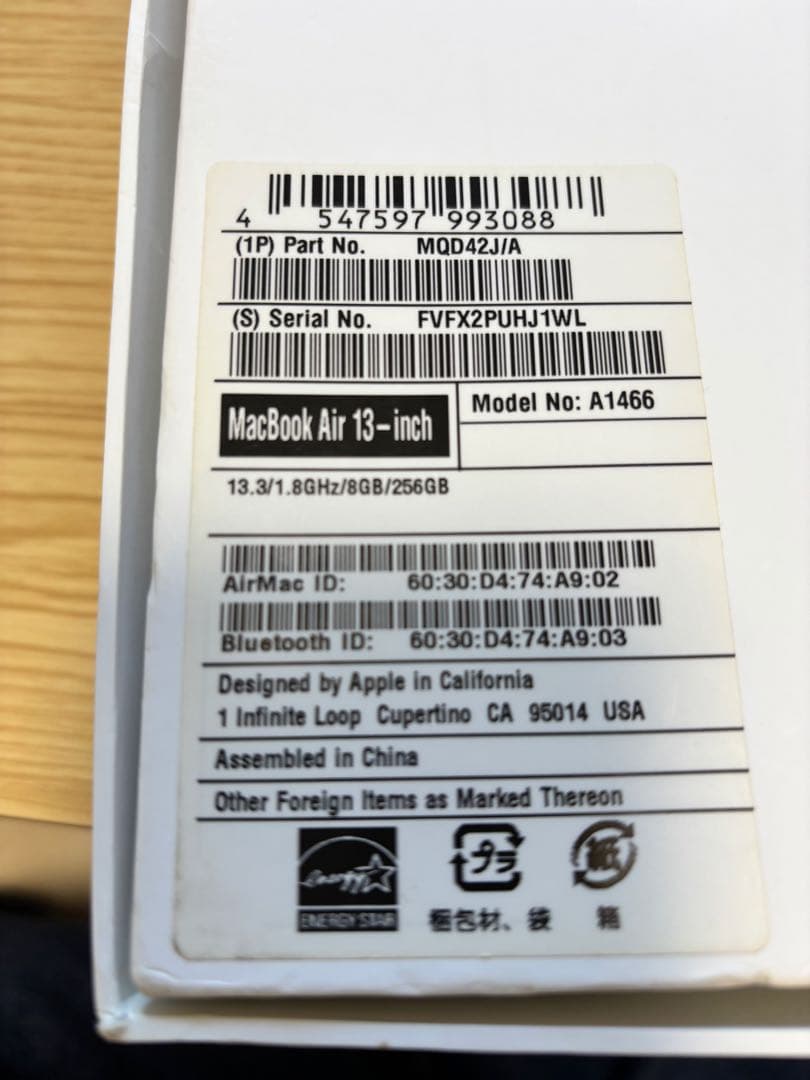 4 547597 993088
(1P) Part No. MQD42J/A
(S) Serial No. FVFX2PUHJ1WL
MacBook Air 13-inch
Model No: A1466
13.3/1.8GHz/8GB/256GB
AirMac ID: 60:30:D4:74:A9:02
Bluetooth ID: 60:30:D4:74:A9:03
Designed by Apple in California
1 Infinite Loop Cupertino CA 95014 USA
Assembled in China
Other Foreign Items as Marked Thereon
energy
ENERGY STAR
プラ
紙
梱包材、袋
箱